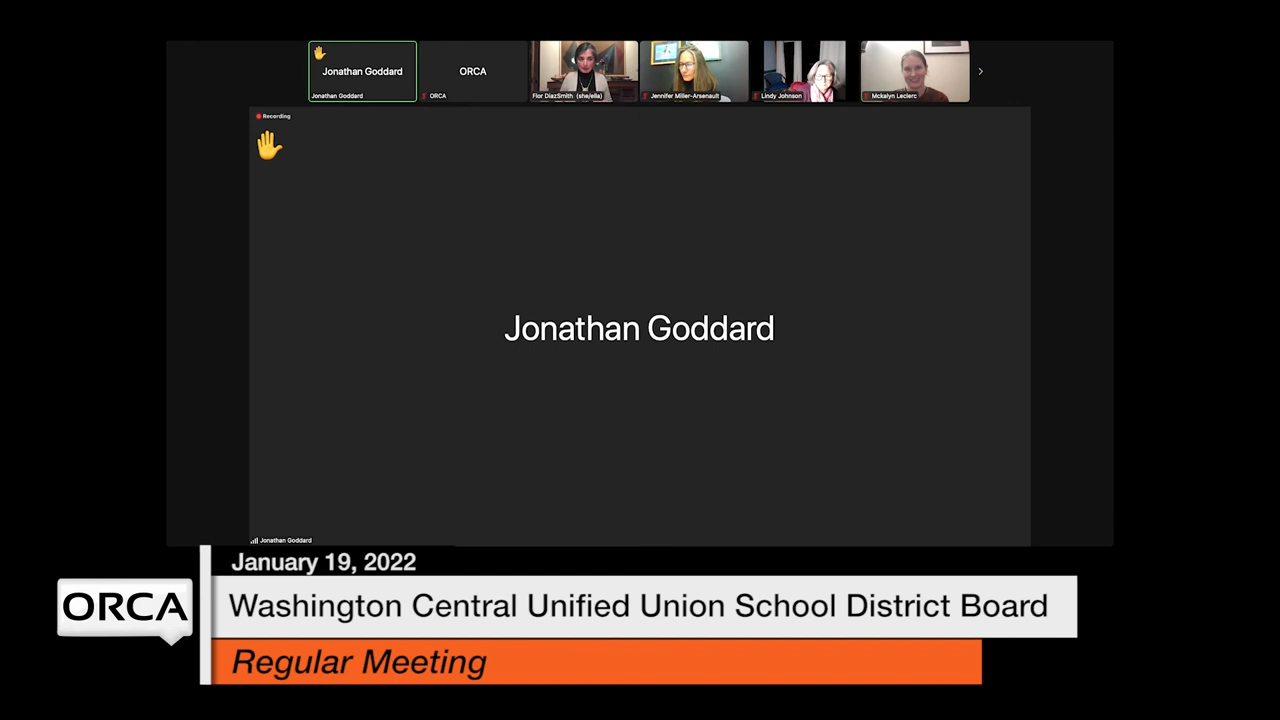 Jonathan Goddard
Jonathan Goddard
ORCA
ORCA
Flor DiazSmith (she/ella)
Jennifer Miller-Arsenault
Lindy Johnson
Mckalyn Leclerc
Recording
Jonathan Goddard
Jonathan Goddard
January 19, 2022
ORCA
Washington Central Unified Union School District Board
Regular Meeting